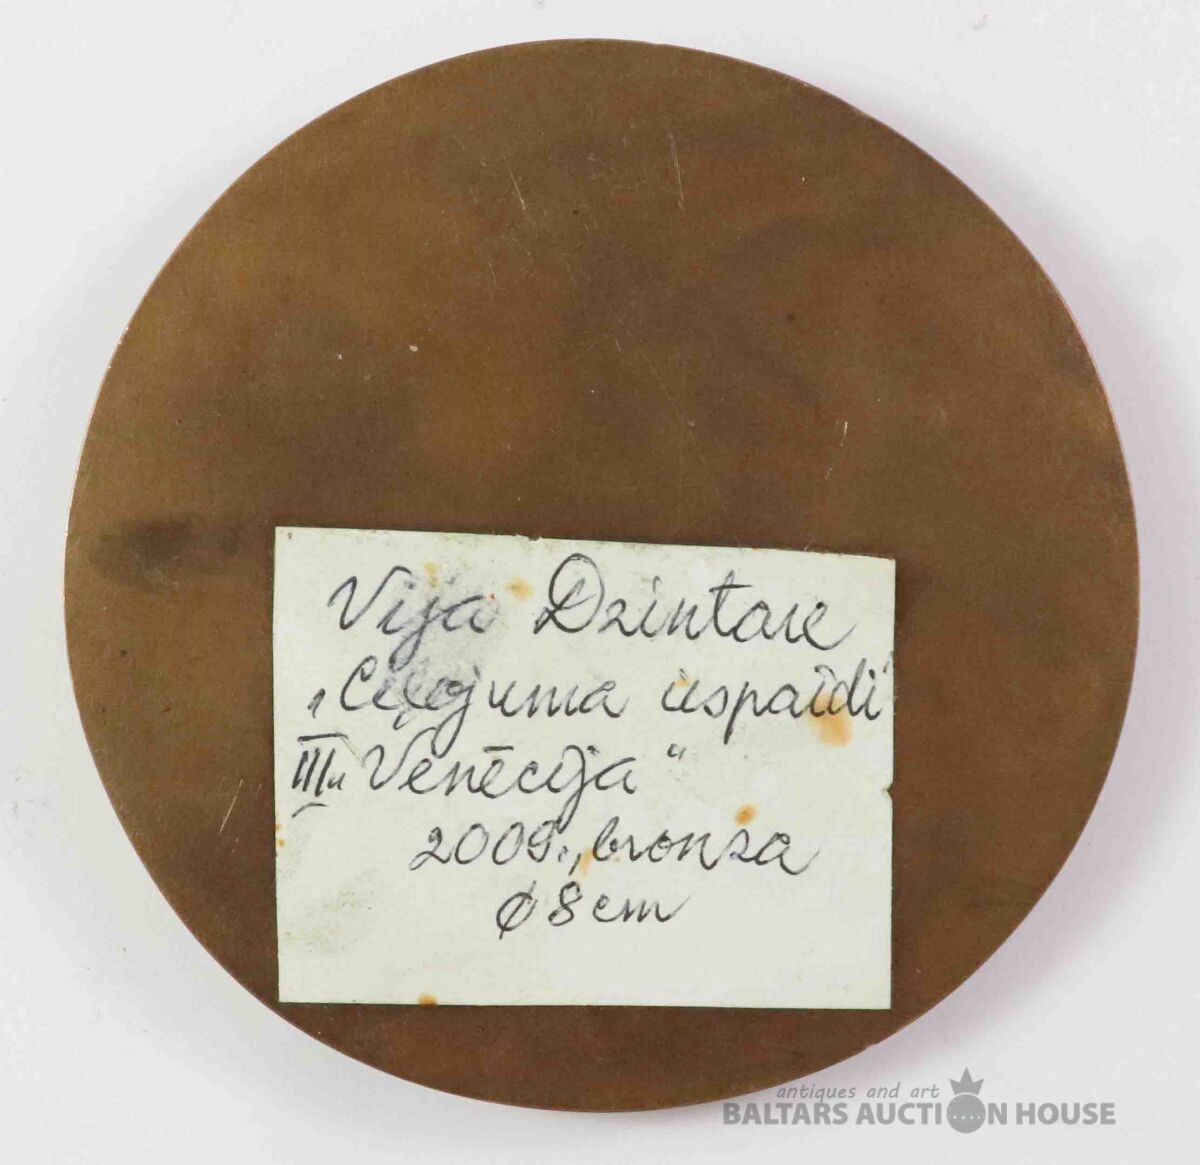 Vija Dzintare
„Ceļojuma iespaidi
III„ Venēcija“
2009., bronza
⌀ 8 cm
antiques and art
BALTARS AUCTION HOUSE